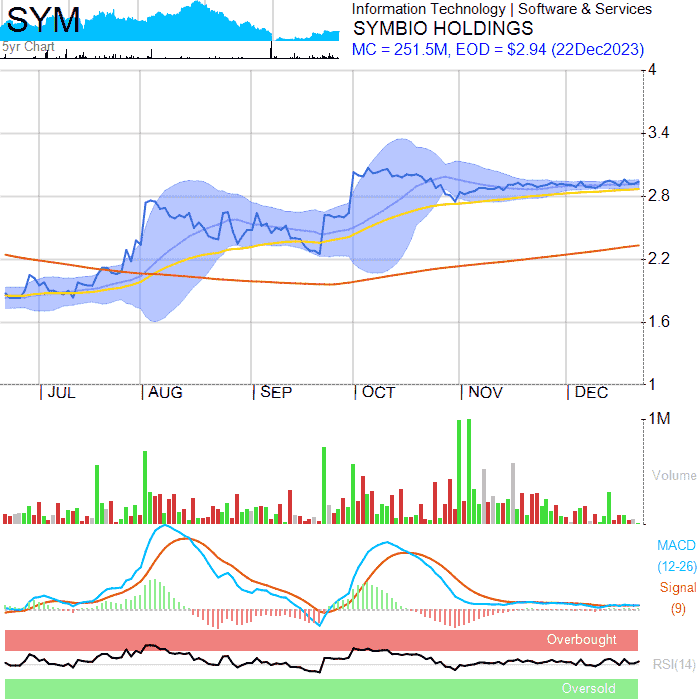 SYM
5yr Chart
Information Technology | Software & Services
SYMBIO HOLDINGS
MC = 251.5M, EOD = $2.94 (22Dec2023)
4
3.4
2.8
2.2
1.6
1
JUL AUG SEP OCT NOV DEC
1M
Volume
MACD
(12-26)
Signal
(9)
Overbought
RSI(14)
Oversold